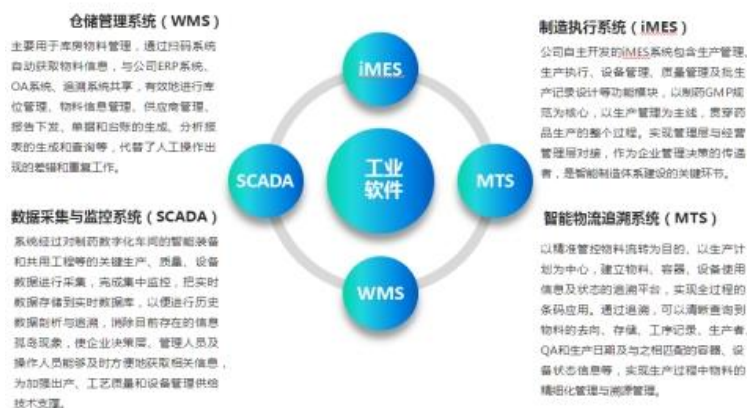 仓储管理系统（WMS）
主要用于库房物料管理，通过扫码系统
自动获取物料信息，与公司ERP系统、
OA系统、追溯系统共享，有效地进行库
位管理、物料信息管理、供应商管理、
报告下发、单据和台账的生成、分析报
表的生成和查询等，代替了人工操作出
现的差错和重复工作。
数据采集与监控系统（SCADA）
系统经过对制药数字化车间的智能装备
和共用工程等的关键生产、质量、设备
数据进行采集，完成集中监控，把实时
数据存储到实时数据库，以便进行历史
数据剖析与追溯，消除目前存在的信息
孤岛现象，使企业决策层、管理人员及
操作人员能够及时方便地获取相关信息，
为加强出产、工艺质量和设备管理供给
技术支撑。
iMES
SCADA
工业
软件
MTS
WMS
制造执行系统（iMES）
公司自主开发的iMES系统包含生产管理、
生产执行、设备管理、质量管理及批生
产记录设计等功能模块，以制药GMP规
范为核心，以生产管理为主线，贯穿药
品生产的整个过程。实现管理层与经营
管理层对接，作为企业管理决策的传递
者，是智能制造体系建设的关键环节。
智能物流追溯系统（MTS）
以精准管控物料流转为目的，以生产计
划为中心，建立物料、容器、设备使用
信息及状态的追溯平台，实现全过程的
条码应用。通过追溯，可以清晰查询到
物料的去向、存储、工序记录、生产者、
QA和生产日期及与之相匹配的容器、设
备状态信息等，实现生产过程中物料的
精细化管理与溯源管理。